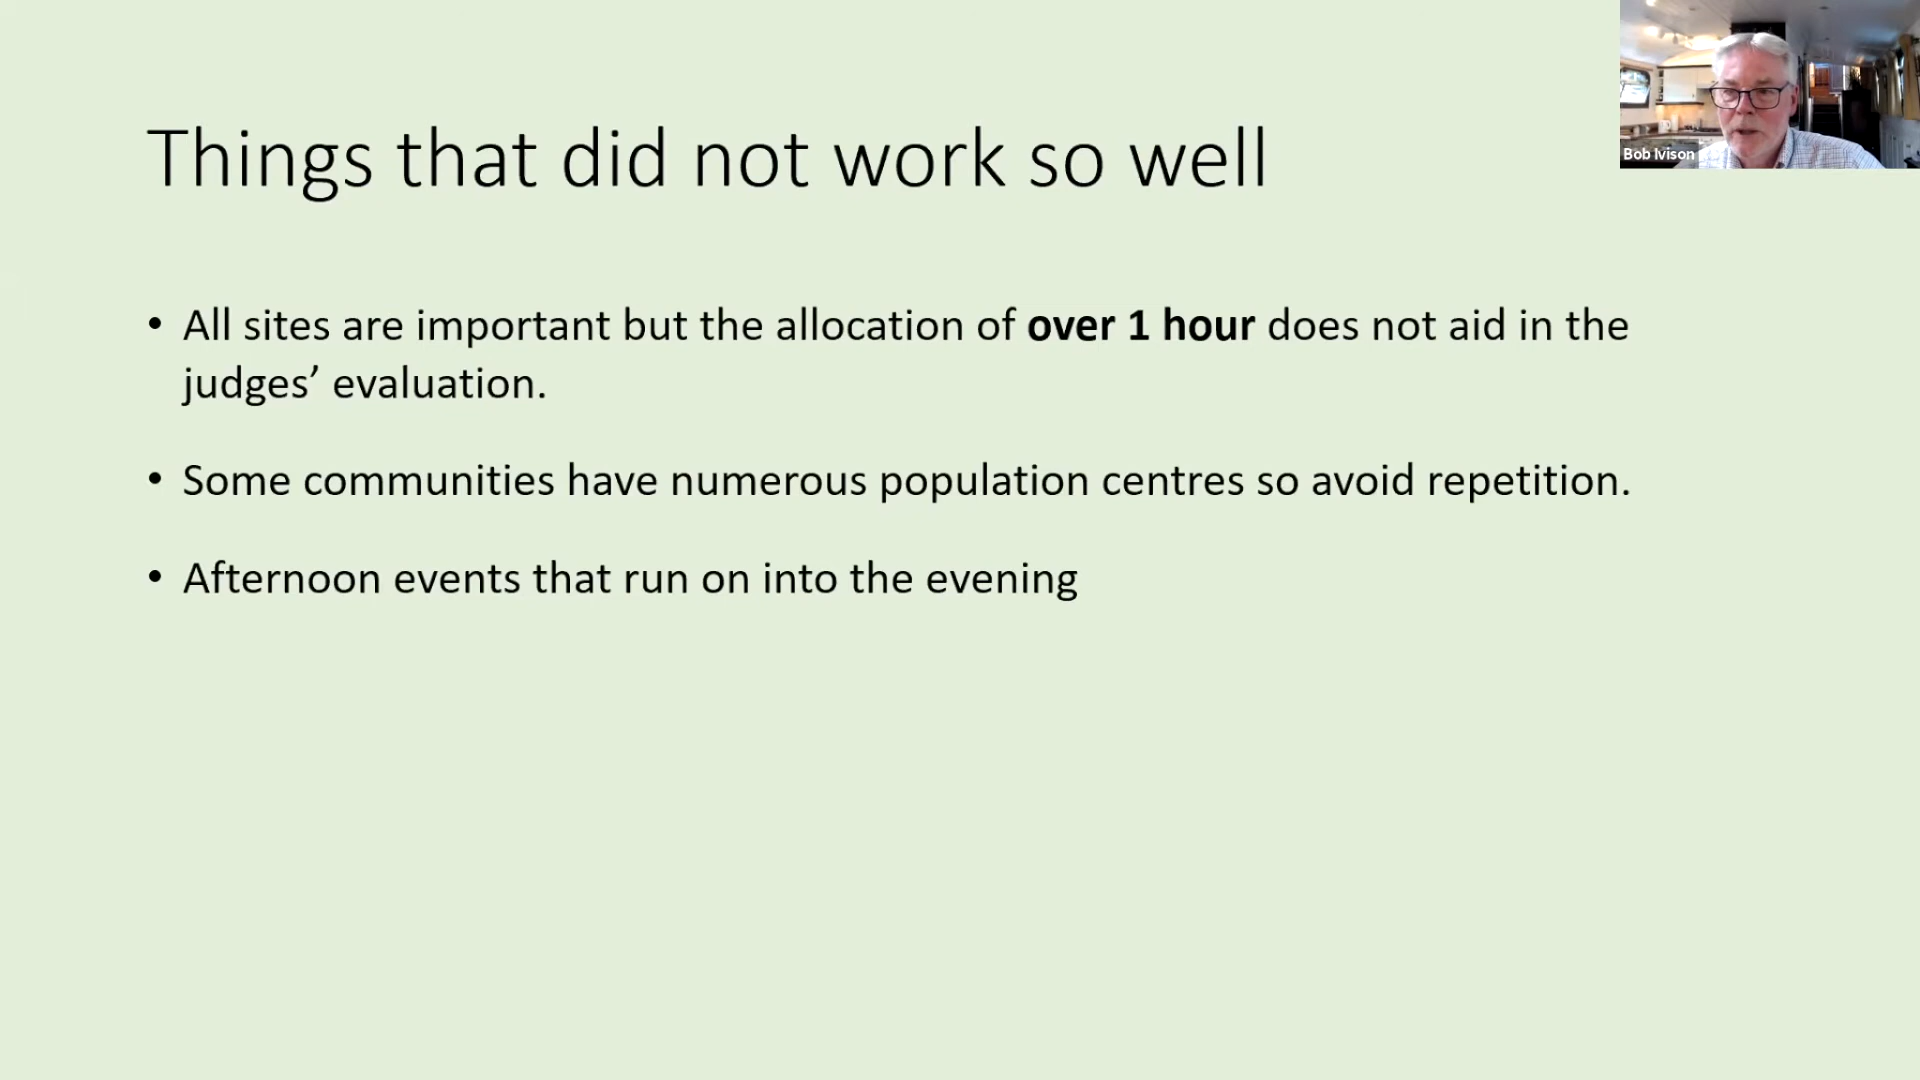 Things that did not work so well
Bob Ivison
• All sites are important but the allocation of over 1 hour does not aid in the
judges’ evaluation.
• Some communities have numerous population centres so avoid repetition.
• Afternoon events that run on into the evening